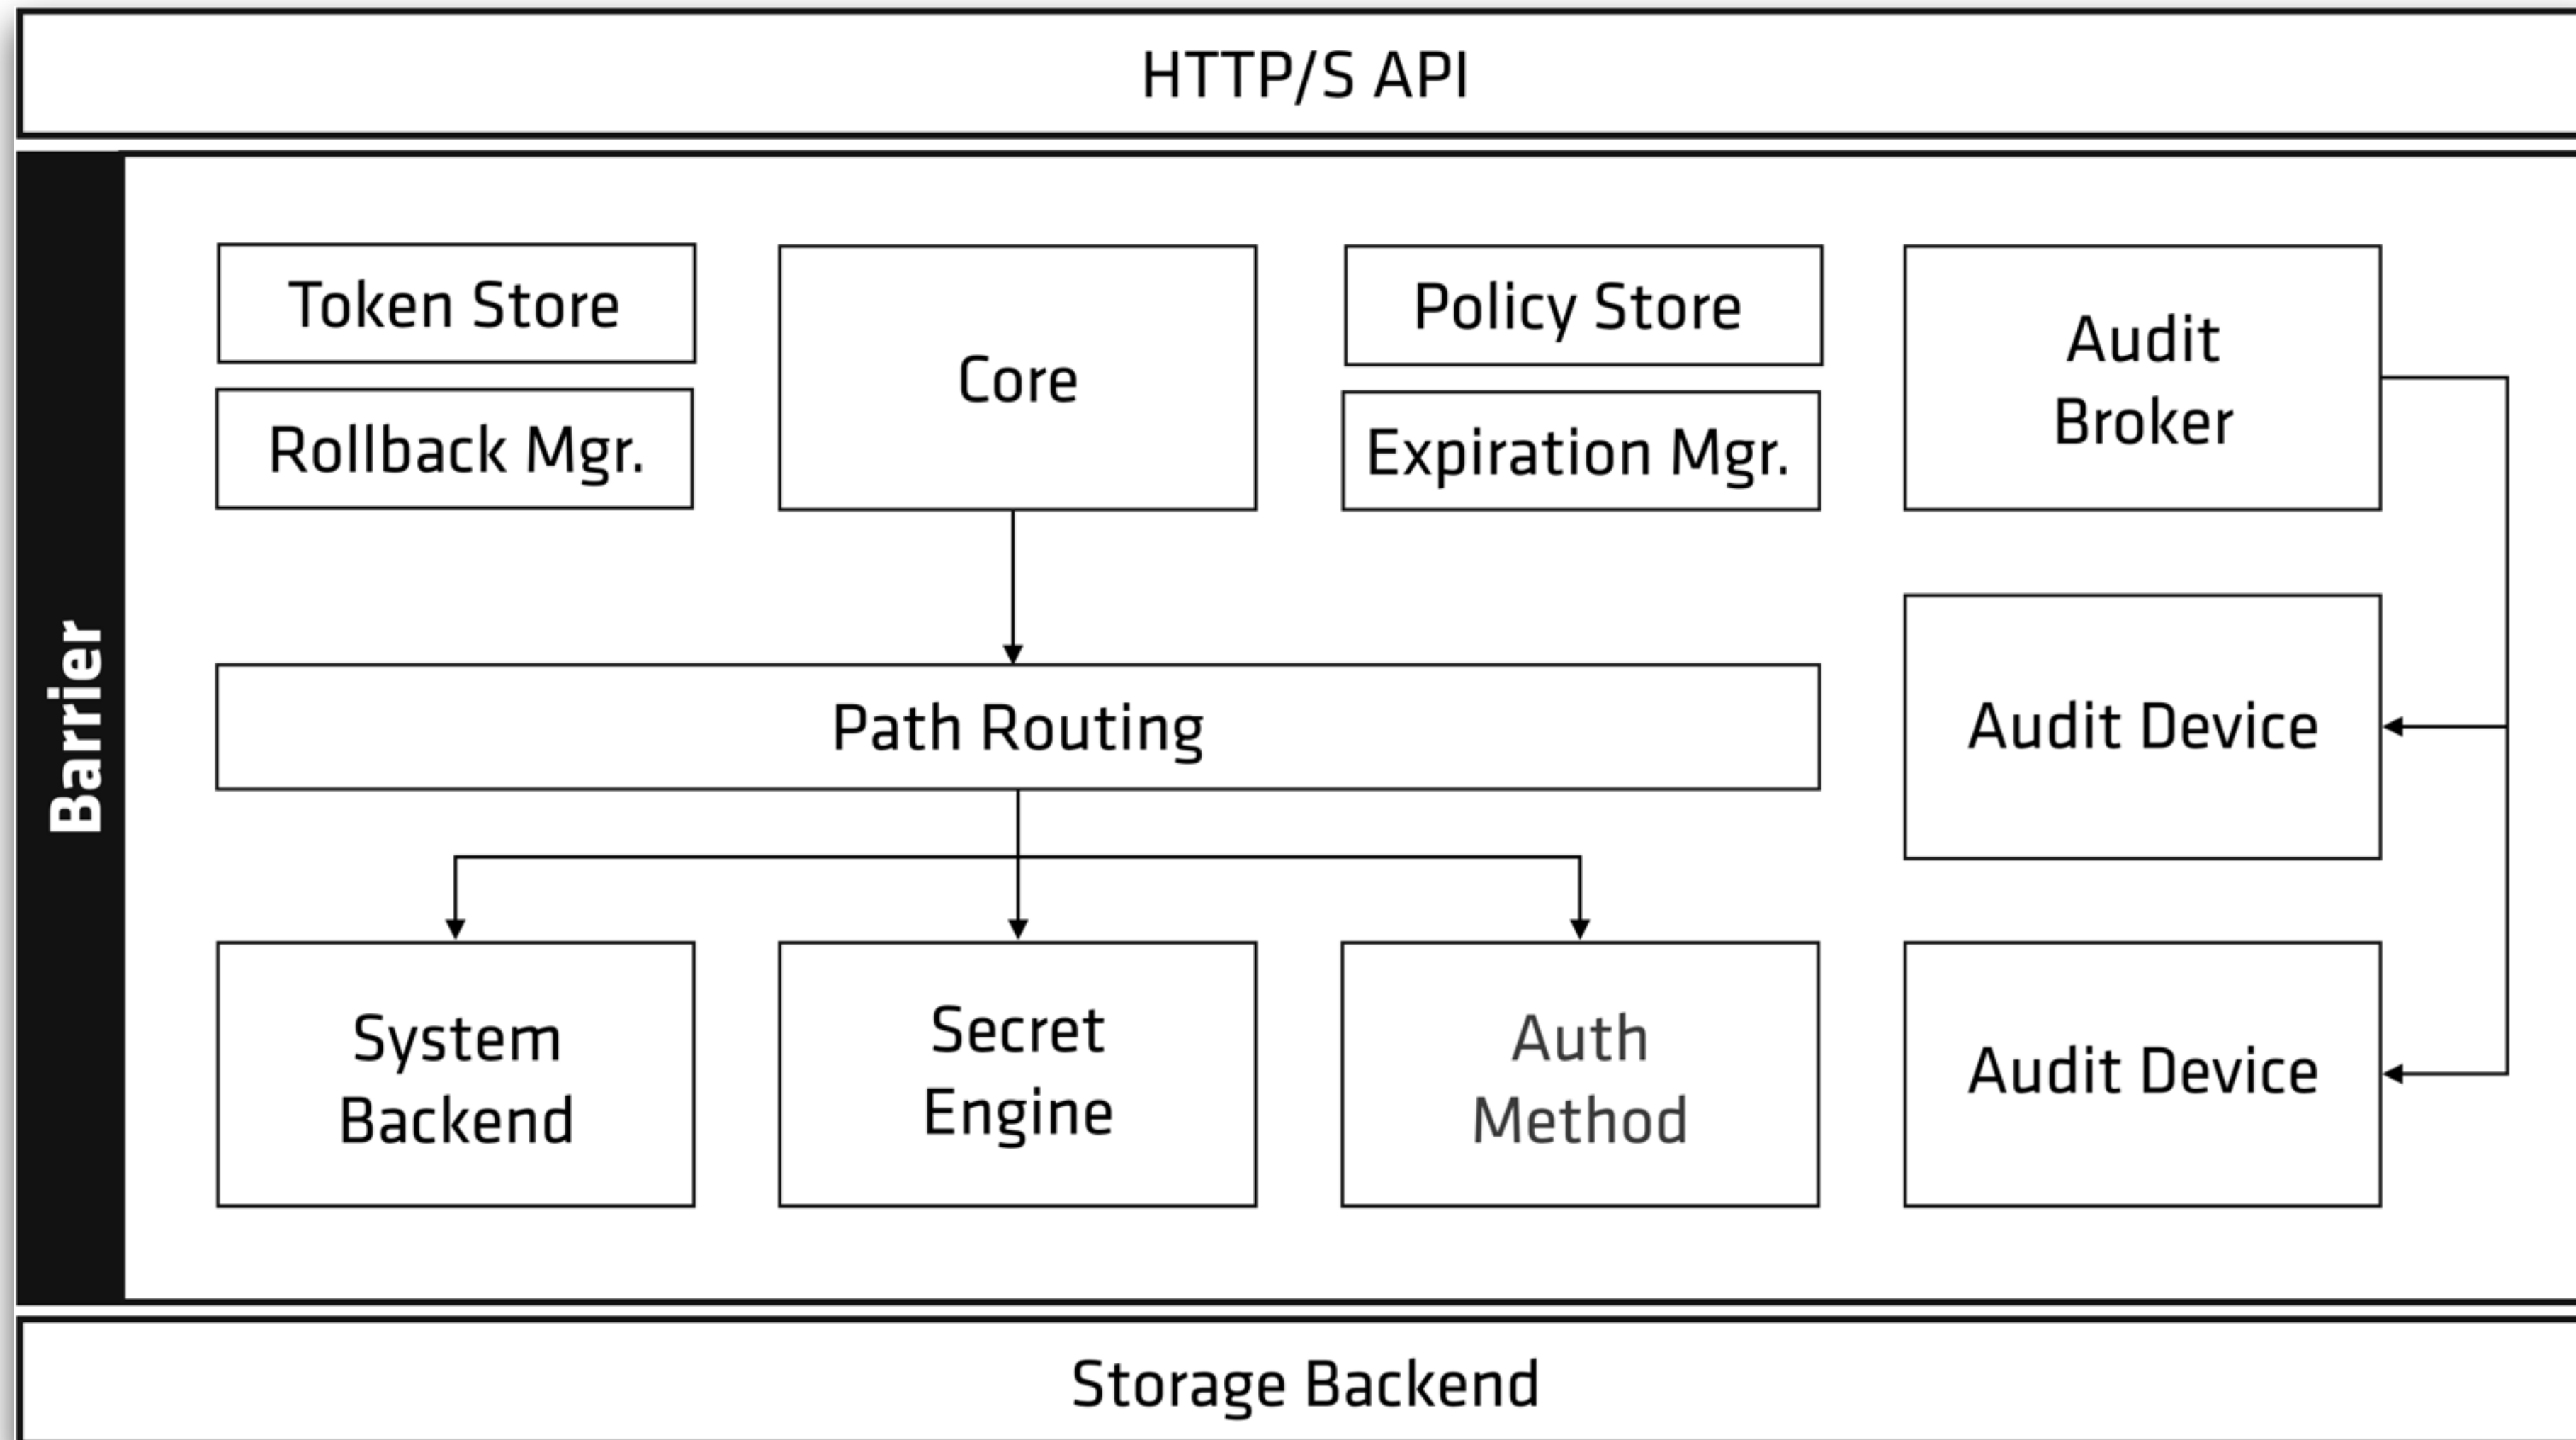 HTTP/S API
Barrier
Token Store
Rollback Mgr.
Core
Policy Store
Expiration Mgr.
Audit
Broker
Path Routing
Audit Device
System
Backend
Secret
Engine
Auth
Method
Audit Device
Storage Backend